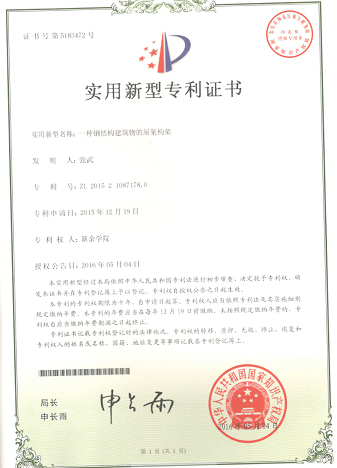 证书号第5183472号
实用新型专利证书
实用新型名称：一种钢结构建筑物的屋架构架
发明人：张武
专利号：ZL 2015 2 1087178.0
专利申请日：2015年12月19日
专利权人：新余学院
授权公告日：2016年05月04日
本实用新型经过本局依照中华人民共和国专利法进行初步审查，决定授予专利权，颁
发本证书并在专利登记簿上予以登记。专利权自授权公告之日起生效。
本专利的专利权期限为十年，自申请日起算。专利权人应当依照专利法及其实施细则
规定缴纳年费。本专利的年费应当在每年12月19日前缴纳。未按照规定缴纳年费的，专
利权自应当缴纳年费期满之日起终止。
专利证书记载专利权登记时的法律状况。专利权的转移、质押、无效、终止、恢复和
专利权人的姓名或名称、国籍、地址变更等事项记载在专利登记簿上。
局长
申长雨
申长雨
中华人民共和国国家知识产权局
2016年05月04日
第1页(共1页)